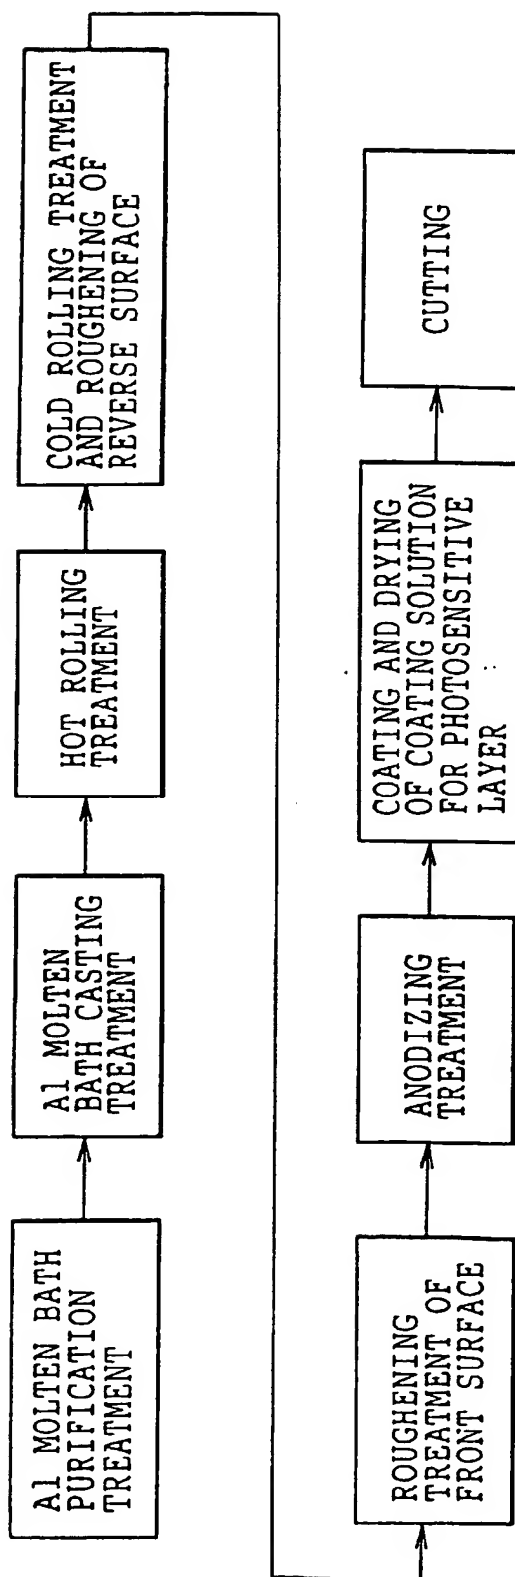 Al MOLTEN BATH
PURIFICATION
TREATMENT
Al MOLTEN
BATH CASTING
TREATMENT
HOT ROLLING
TREATMENT
COLD ROLLING TREATMENT
AND ROUGHENING OF
REVERSE SURFACE
ROUGHENING
TREATMENT OF
FRONT SURFACE
ANODIZING
TREATMENT
COATING AND DRYING
OF COATING SOLUTION
FOR PHOTOSENSITIVE
LAYER
CUTTING